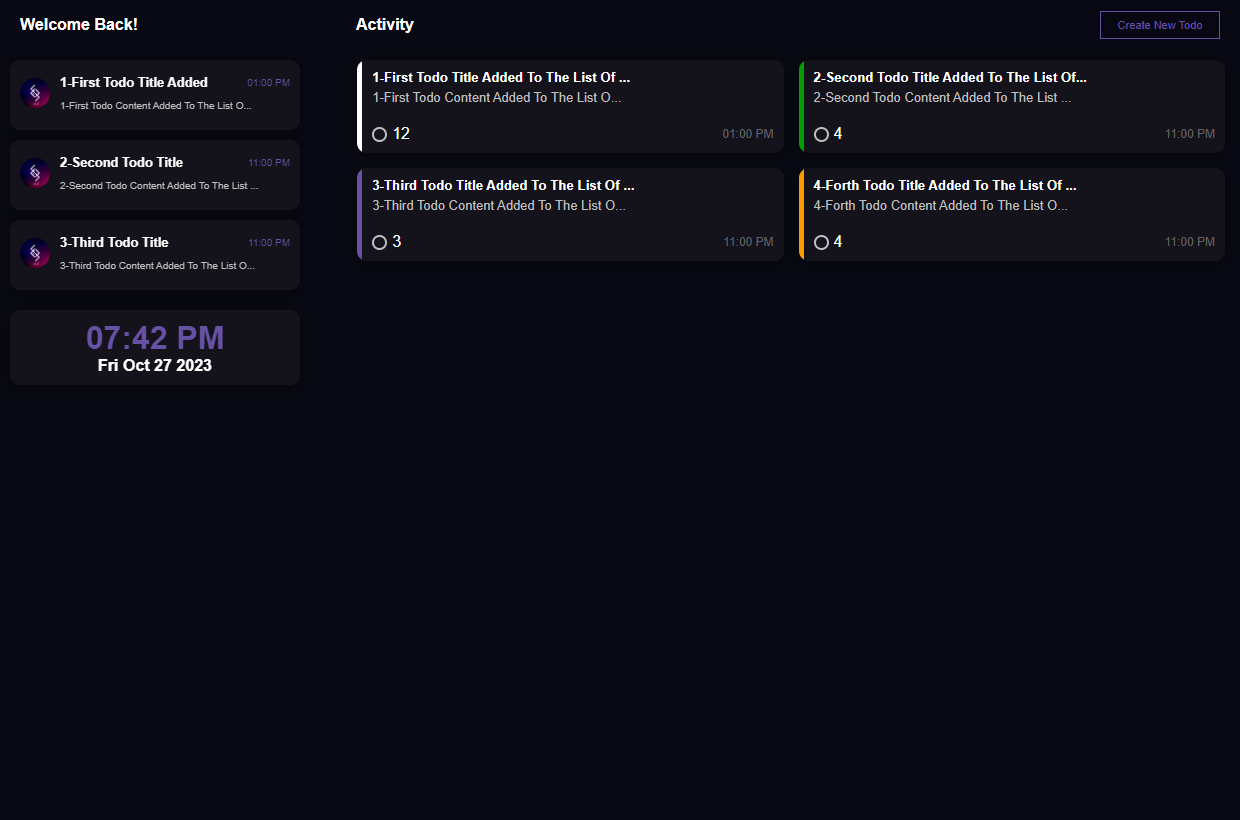 Welcome Back!
1-First Todo Title Added 01:00 PM
1-First Todo Content Added To The List O...
2-Second Todo Title 11:00 PM
2-Second Todo Content Added To The List ...
3-Third Todo Title 11:00 PM
3-Third Todo Content Added To The List O...
07:42 PM
Fri Oct 27 2023
Activity
Create New Todo
1-First Todo Title Added To The List Of ...
1-First Todo Content Added To The List O...
12 01:00 PM
2-Second Todo Title Added To The List Of...
2-Second Todo Content Added To The List ...
4 11:00 PM
3-Third Todo Title Added To The List Of ...
3-Third Todo Content Added To The List O...
3 11:00 PM
4-Forth Todo Title Added To The List Of ...
4-Forth Todo Content Added To The List O...
4 11:00 PM